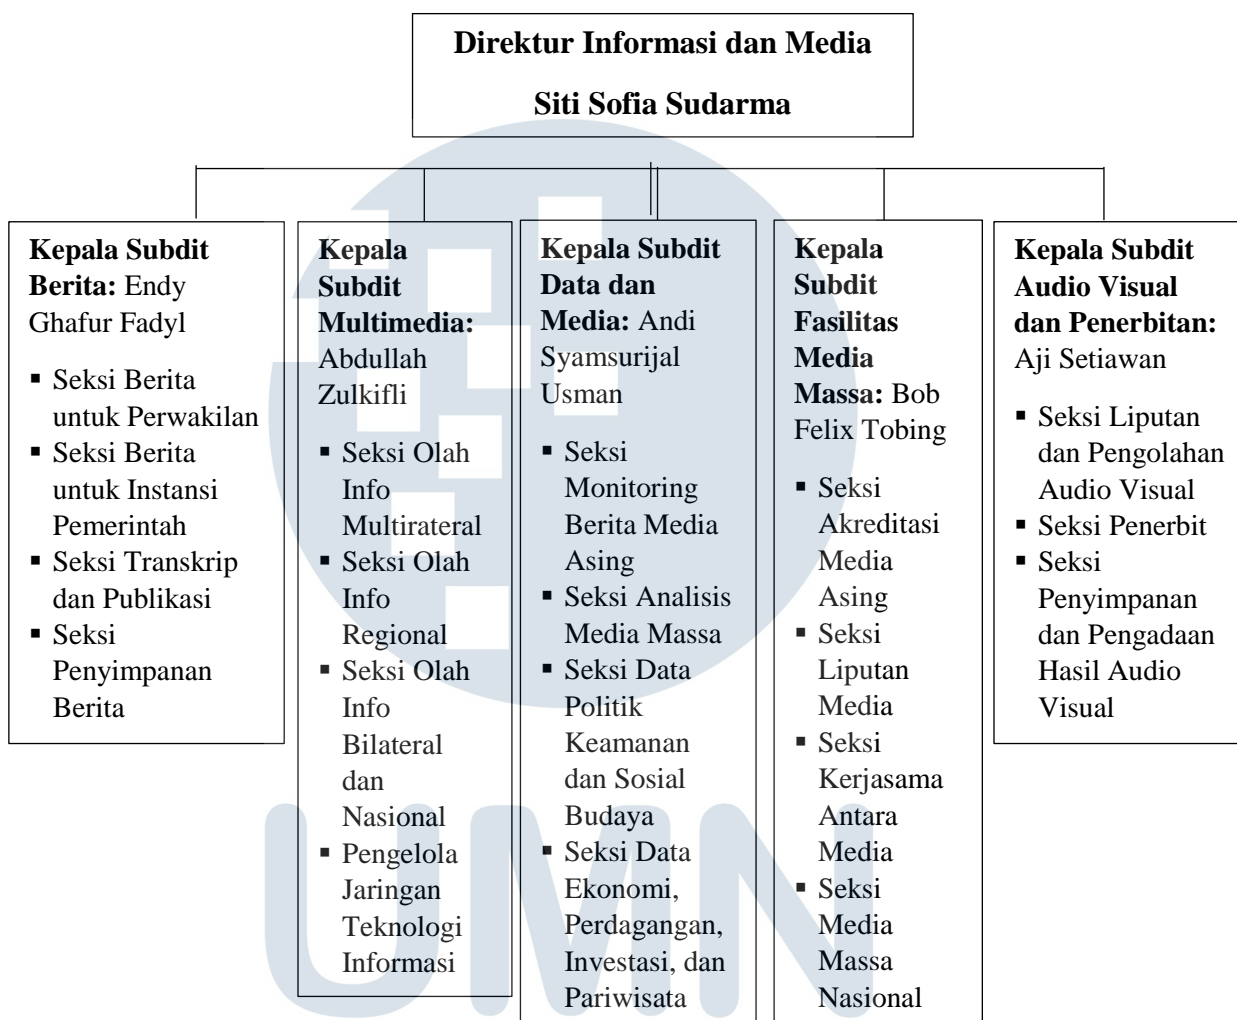 Direktur Informasi dan Media
Siti Sofia Sudarma
Kepala Subdit
Berita: Endy
Ghafur Fadyl
▪ Seksi Berita
untuk Perwakilan
▪ Seksi Berita
untuk Instansi
Pemerintah
▪ Seksi Transkrip
dan Publikasi
▪ Seksi
Penyimpanan
Berita
Kepala
Subdit
Multimedia:
Abdullah
Zulkifli
▪ Seksi Olah
Info
Multirateral
▪ Seksi Olah
Info
Regional
▪ Seksi Olah
Info
Bilateral
dan
Nasional
▪ Pengelola
Jaringan
Teknologi
Informasi
Kepala Subdit
Data dan
Media: Andi
Syamsurijal
Usman
▪ Seksi
Monitoring
Berita Media
Asing
▪ Seksi Analisis
Media Massa
▪ Seksi Data
Politik
Keamanan
dan Sosial
Budaya
▪ Seksi Data
Ekonomi,
Perdagangan,
Investasi, dan
Pariwisata
Kepala
Subdit
Fasilitas
Media
Massa: Bob
Felix Tobing
▪ Seksi
Akreditasi
Media
Asing
▪ Seksi
Liputan
Media
▪ Seksi
Kerjasama
Antara
Media
▪ Seksi
Media
Massa
Nasional
Kepala Subdit
Audio Visual
dan Penerbitan:
Aji Setiawan
▪ Seksi Liputan
dan Pengolahan
Audio Visual
▪ Seksi Penerbit
▪ Seksi
Penyimpanan
dan Pengadaan
Hasil Audio
Visual
UMN